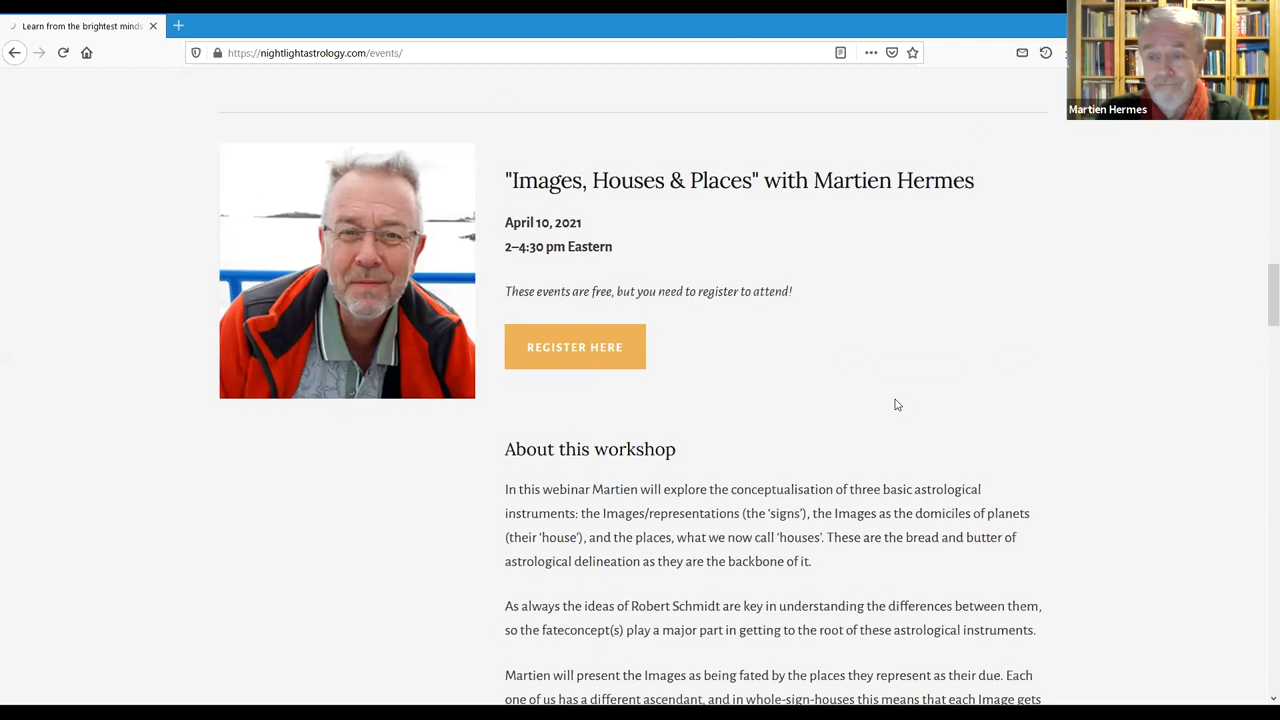 Learn from the brightest minds
https://nightlightastrology.com/events/
Martien Hermes
"Images, Houses & Places" with Martien Hermes
April 10, 2021
2–4:30 pm Eastern
These events are free, but you need to register to attend!
REGISTER HERE
About this workshop
In this webinar Martien will explore the conceptualisation of three basic astrological
instruments: the Images/representations (the ‘signs’), the Images as the domiciles of planets
(their ‘house’), and the places, what we now call ‘houses’. These are the bread and butter of
astrological delineation as they are the backbone of it.
As always the ideas of Robert Schmidt are key in understanding the differences between them,
so the fateconcept(s) play a major part in getting to the root of these astrological instruments.
Martien will present the Images as being fated by the places they represent as their due. Each
one of us has a different ascendant, and in whole-sign-houses this means that each Image gets